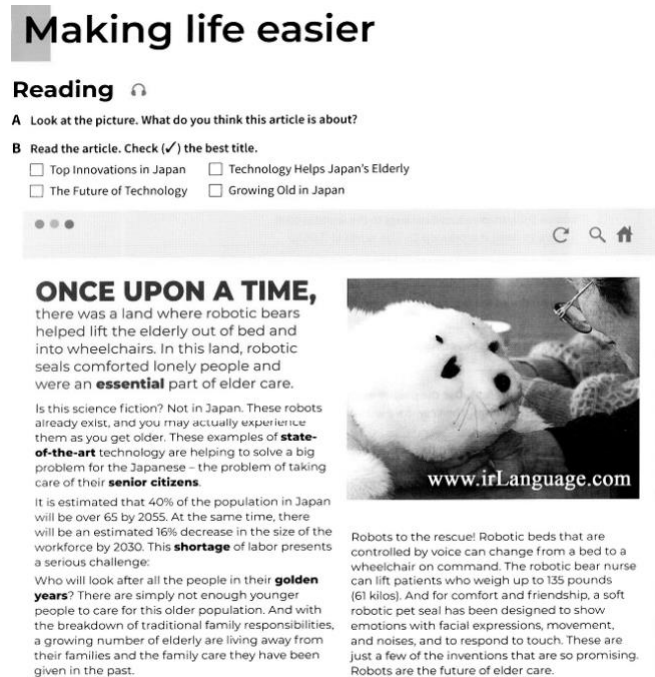 Making life easier
Reading
A Look at the picture. What do you think this article is about?
B Read the article. Check (✓) the best title.
Top Innovations in Japan
Technology Helps Japan's Elderly
The Future of Technology
Growing Old in Japan
ONCE UPON A TIME,
there was a land where robotic bears
helped lift the elderly out of bed and
into wheelchairs. In this land, robotic
seals comforted lonely people and
were an essential part of elder care.
Is this science fiction? Not in Japan. These robots
already exist, and you may actually experience
them as you get older. These examples of state-
of-the-art technology are helping to solve a big
problem for the Japanese – the problem of taking
care of their senior citizens.
It is estimated that 40% of the population in Japan
will be over 65 by 2055. At the same time, there
will be an estimated 16% decrease in the size of the
workforce by 2030. This shortage of labor presents
a serious challenge:
Who will look after all the people in their golden
years? There are simply not enough younger
people to care for this older population. And with
the breakdown of traditional family responsibilities,
a growing number of elderly are living away from
their families and the family care they have been
given in the past.
www.irLanguage.com
Robots to the rescue! Robotic beds that are
controlled by voice can change from a bed to a
wheelchair on command. The robotic bear nurse
can lift patients who weigh up to 135 pounds
(61 kilos). And for comfort and friendship, a soft
robotic pet seal has been designed to show
emotions with facial expressions, movement,
and noises, and to respond to touch. These are
just a few of the inventions that are so promising.
Robots are the future of elder care.